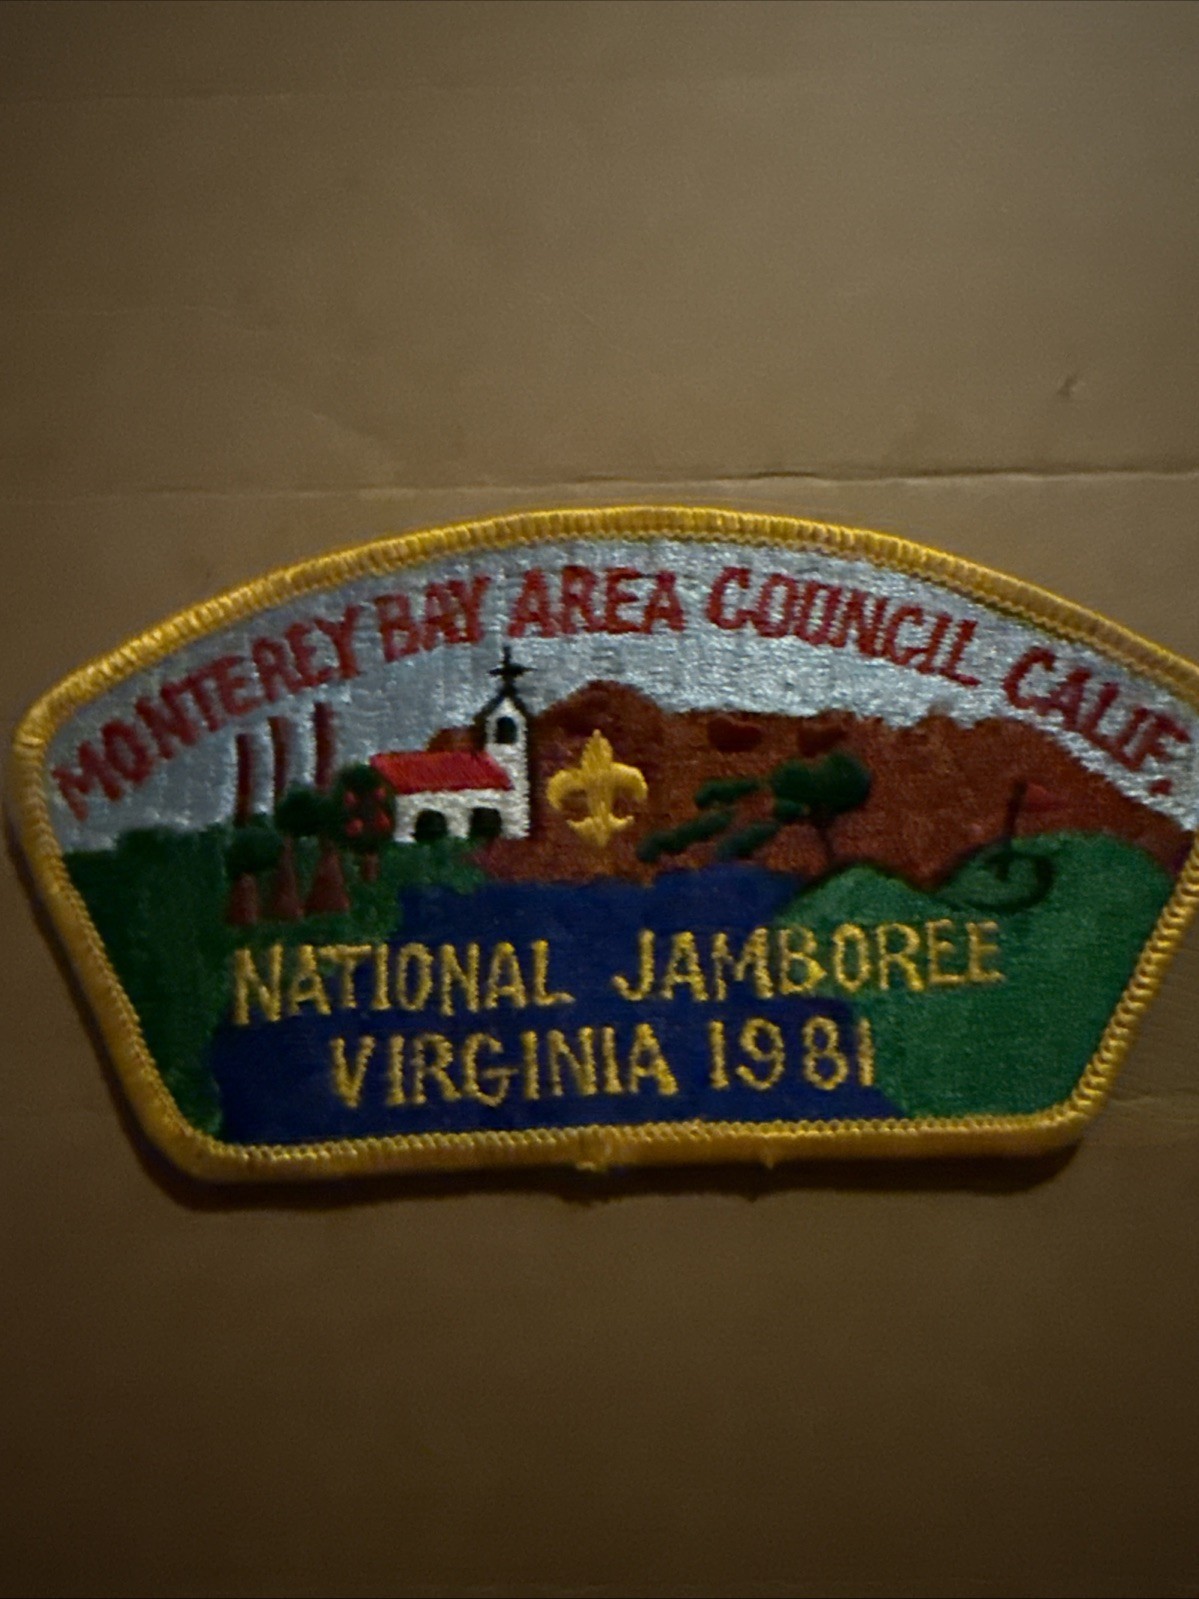 MONTEREY BAY AREA COUNCIL CALIF.
NATIONAL JAMBOREE
VIRGINIA 1981